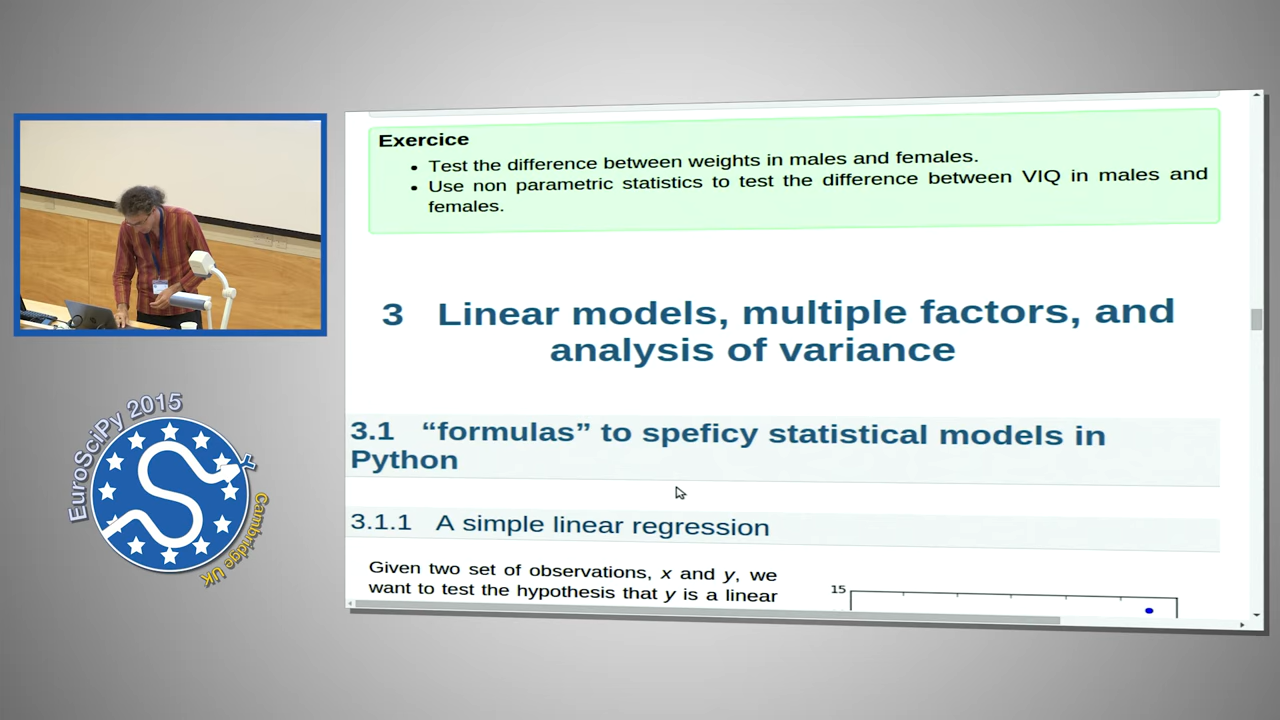 Exercice
• Test the difference between weights in males and females.
• Use non parametric statistics to test the difference between VIQ in males and
females.
3 Linear models, multiple factors, and
analysis of variance
3.1 “formulas” to speficy statistical models in
Python
3.1.1 A simple linear regression
Given two set of observations, x and y, we
want to test the hypothesis that y is a linear
15
EuroSciPy 2015
Cambridge UK